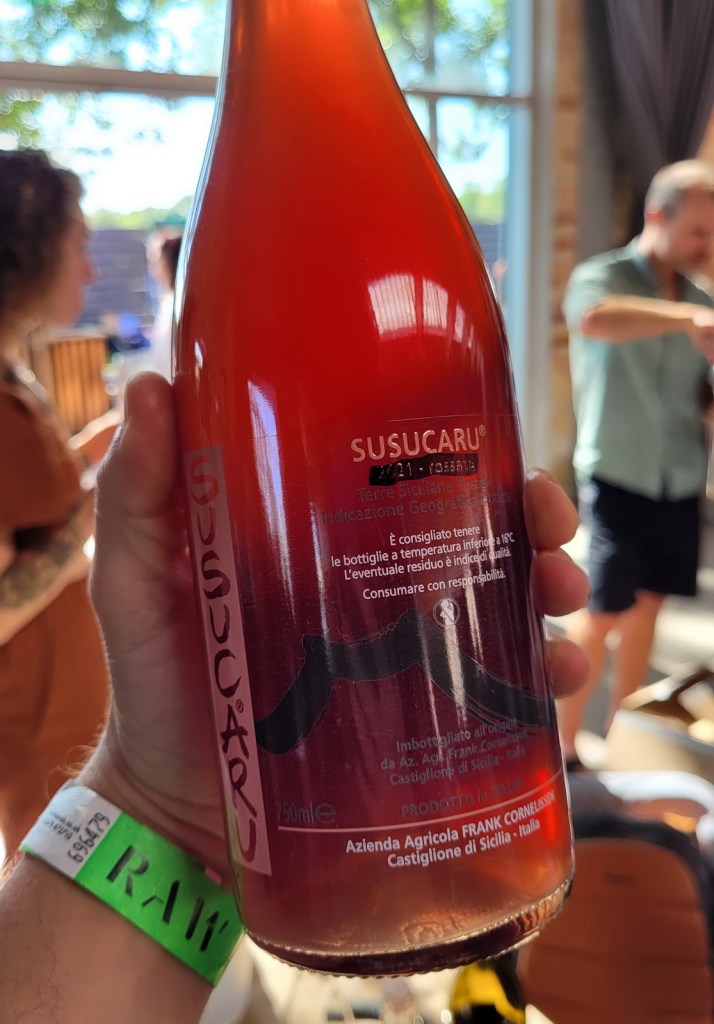 SUSUCARU®
2021 - rosato
Terre Siciliane
Indicazione Geografica
È consigliato tenere
le bottiglie a temperatura inferiore a 16°C
L'eventuale residuo è indice di qualità.
Consumare con responsabilità.
SUSUCARU
Imbottigliato all'origine
da Az. Agr. Frank Cornelissen
Castiglione di Sicilia - Italia
750ml e
PRODOTTO in ITALIA
Azienda Agricola FRANK CORNELISSEN
Castiglione di Sicilia - Italia
696479
RAW